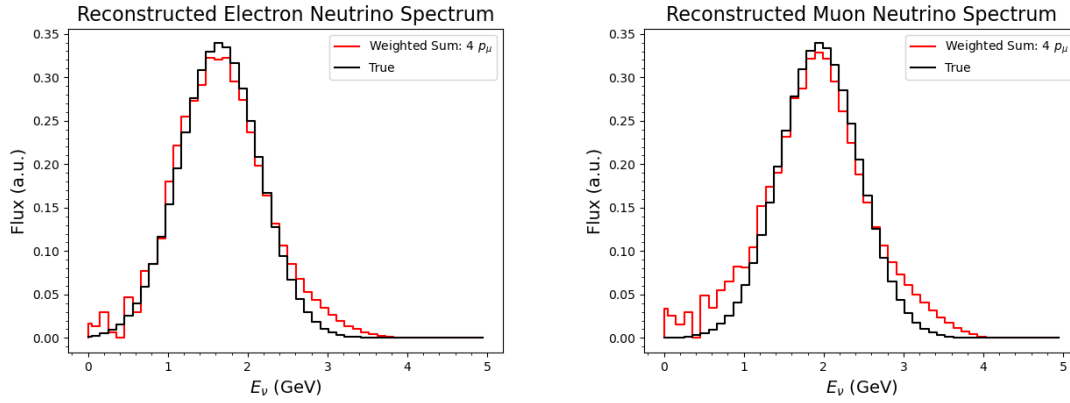 Reconstructed Electron Neutrino Spectrum
Weighted Sum: 4 pμ
True
0.35
0.30
0.25
0.20
0.15
0.10
0.05
0.00
Flux (a.u.)
0 1 2 3 4 5
Eν (GeV)
Reconstructed Muon Neutrino Spectrum
Weighted Sum: 4 pμ
True
0.35
0.30
0.25
0.20
0.15
0.10
0.05
0.00
Flux (a.u.)
0 1 2 3 4 5
Eν (GeV)